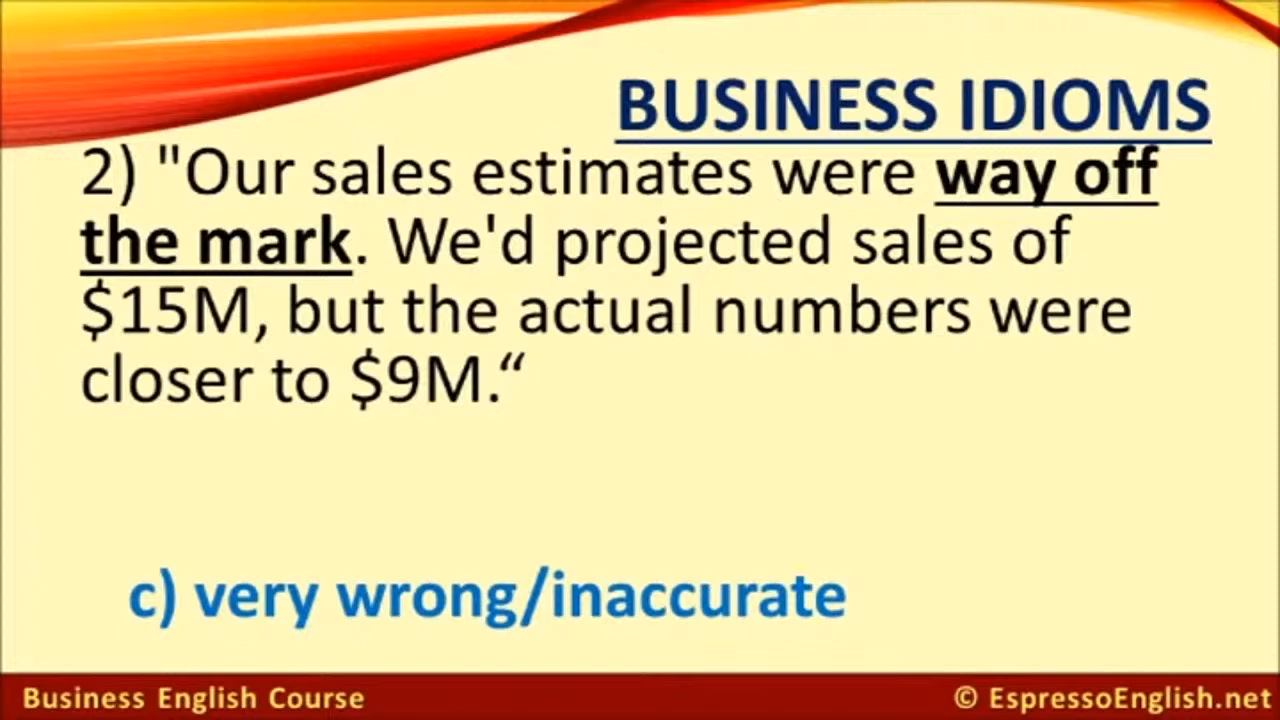 BUSINESS IDIOMS
2) "Our sales estimates were way off
the mark. We'd projected sales of
$15M, but the actual numbers were
closer to $9M.“
c) very wrong/inaccurate
Business English Course
© EspressoEnglish.net